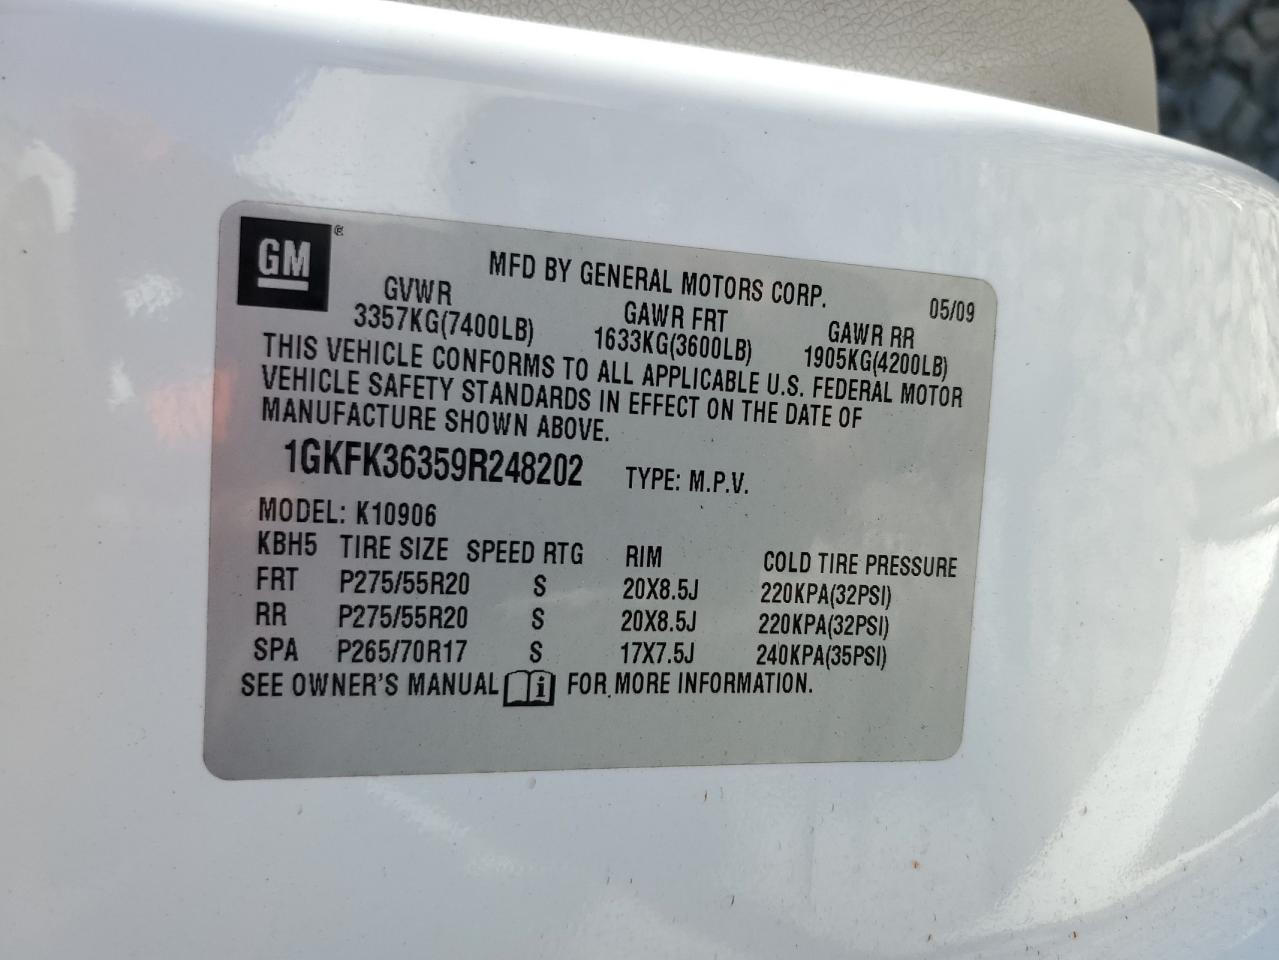 GM®
MFD BY GENERAL MOTORS CORP. 05/09
GVWR GAWR FRT GAWR RR
3357KG(7400LB) 1633KG(3600LB) 1905KG(4200LB)
THIS VEHICLE CONFORMS TO ALL APPLICABLE U.S. FEDERAL MOTOR
VEHICLE SAFETY STANDARDS IN EFFECT ON THE DATE OF
MANUFACTURE SHOWN ABOVE.
1GKFK36359R248202 TYPE: M.P.V.
MODEL: K10906
KBH5 TIRE SIZE SPEED RTG RIM COLD TIRE PRESSURE
FRT P275/55R20 S 20X8.5J 220KPA(32PSI)
RR P275/55R20 S 20X8.5J 220KPA(32PSI)
SPA P265/70R17 S 17X7.5J 240KPA(35PSI)
SEE OWNER'S MANUAL i FOR MORE INFORMATION.